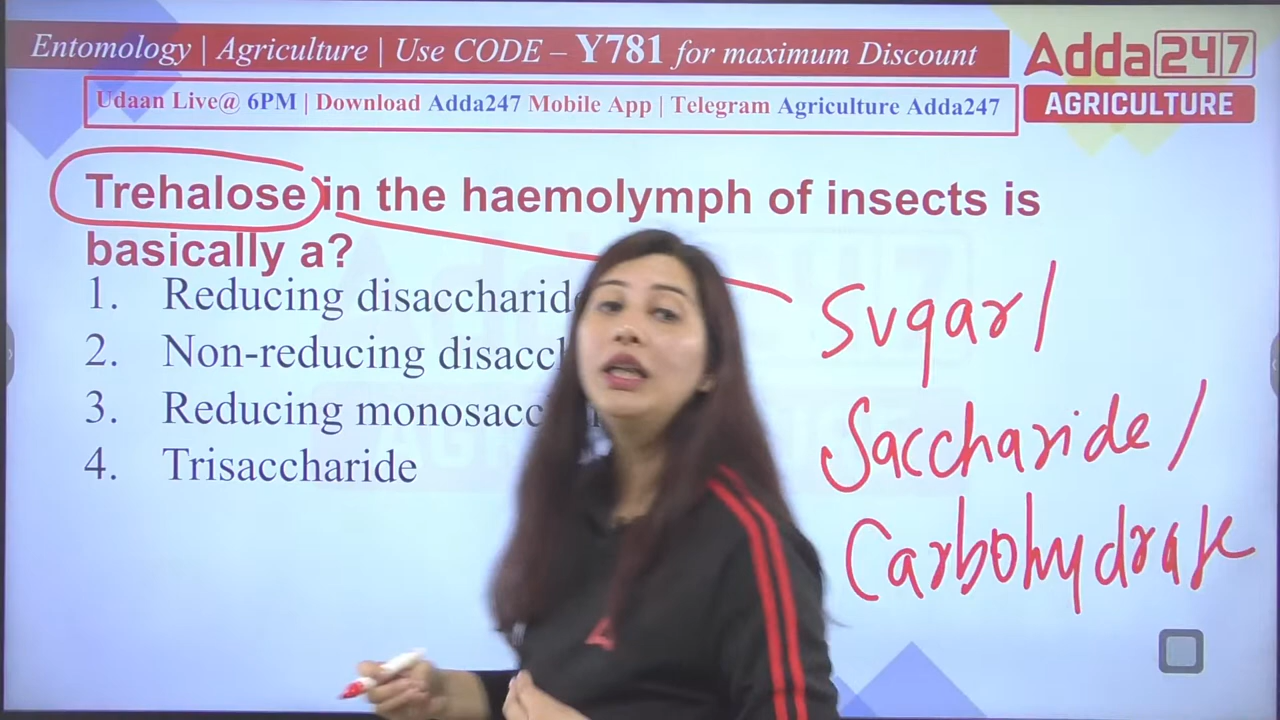 Entomology | Agriculture | Use CODE – Y781 for maximum Discount
Adda247
AGRICULTURE
Udaan Live@ 6PM | Download Adda247 Mobile App | Telegram Agriculture Adda247
Trehalose in the haemolymph of insects is
basically a?
1. Reducing disaccharid
2. Non-reducing
3. Reducing
4. Trisaccharide
Sugar/
Saccharide/
Carbohydrate